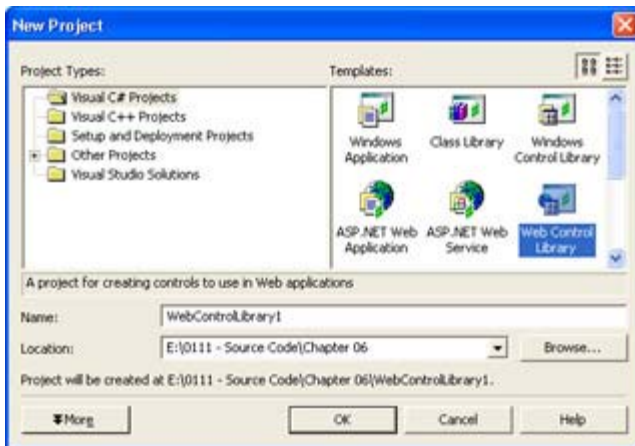 New Project
Project Types:
Templates:
Visual C# Projects
Visual C++ Projects
Setup and Deployment Projects
Other Projects
Visual Studio Solutions
Windows Application
Class Library
Windows Control Library
ASP.NET Web Application
ASP.NET Web Service
Web Control Library
A project for creating controls to use in Web applications
Name: WebControlLibrary1
Location: E:\0111 - Source Code\Chapter 06
Browse...
Project will be created at E:\0111 - Source Code\Chapter 06\WebControlLibrary1.
More
OK
Cancel
Help